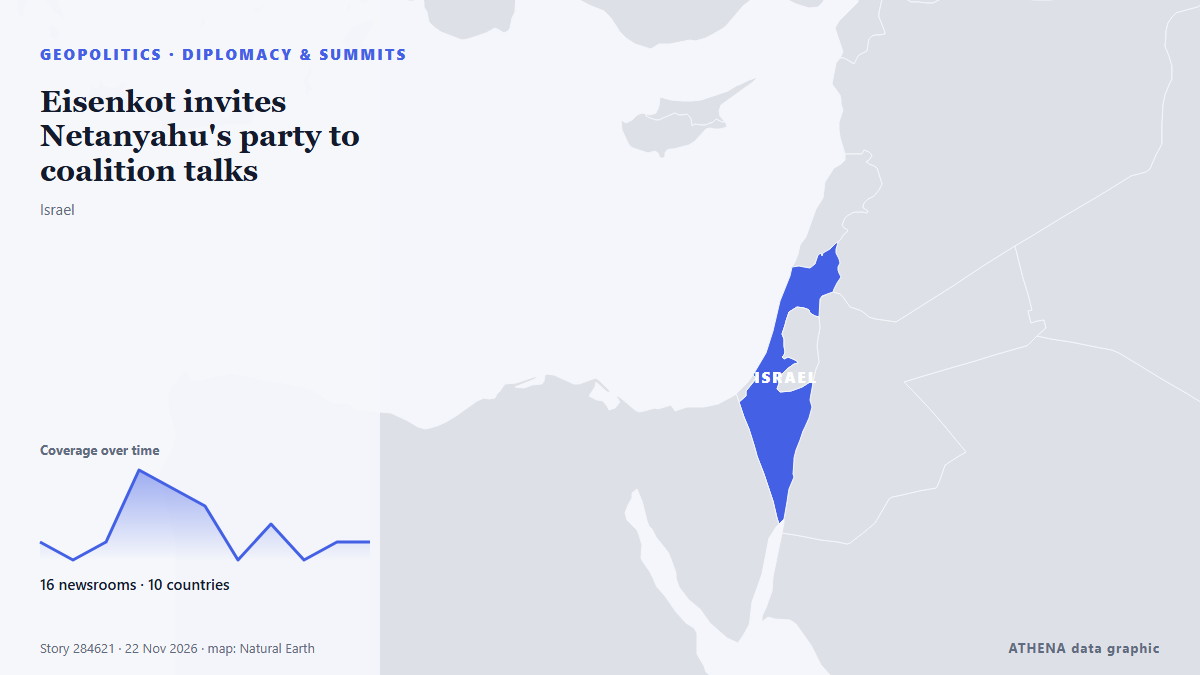 GEOPOLITICS · DIPLOMACY & SUMMITS
Eisenkot invites
Netanyahu's party to
coalition talks
Israel
ISRAEL
Coverage over time
16 newsrooms · 10 countries
Story 284621 · 22 Nov 2026 · map: Natural Earth
ATHENA data graphic